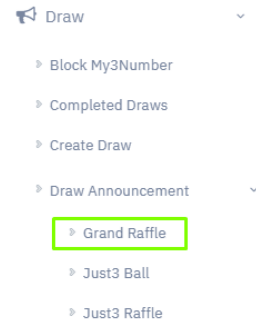 Draw
Block My3Number
Completed Draws
Create Draw
Draw Announcement
Grand Raffle
Just3 Ball
Just3 Raffle